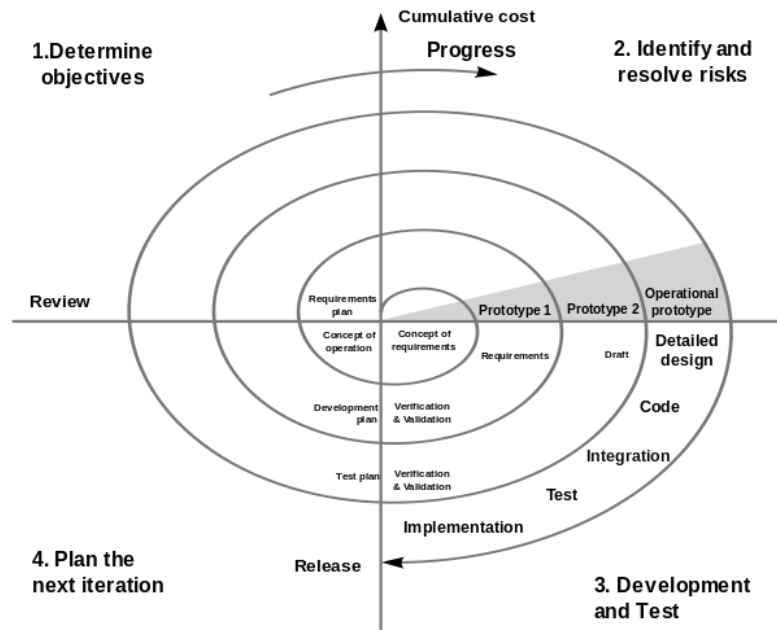 Cumulative cost
1.Determine
objectives
Progress
2. Identify and
resolve risks
Review
Requirements
plan
Prototype 1
Prototype 2
Operational
prototype
Concept of
operation
Concept of
requirements
Requirements
Draft
Detailed
design
Development
plan
Verification
& Validation
Code
Integration
Test plan
Verification
& Validation
Test
Implementation
Release
4. Plan the
next iteration
3. Development
and Test